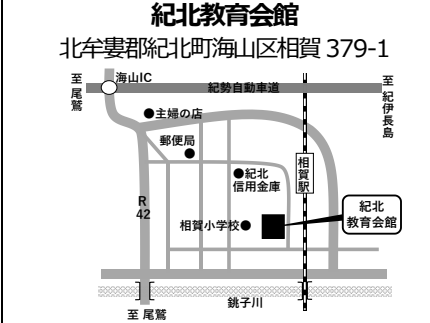 紀北教育会館
北牟婁郡紀北町海山区相賀 379-1
至 尾鷲
海山IC
紀勢自動車道
至 紀伊長島
主婦の店
郵便局
紀北
信用金庫
相賀駅
R
42
相賀小学校
紀北
教育会館
銚子川
至 尾鷲